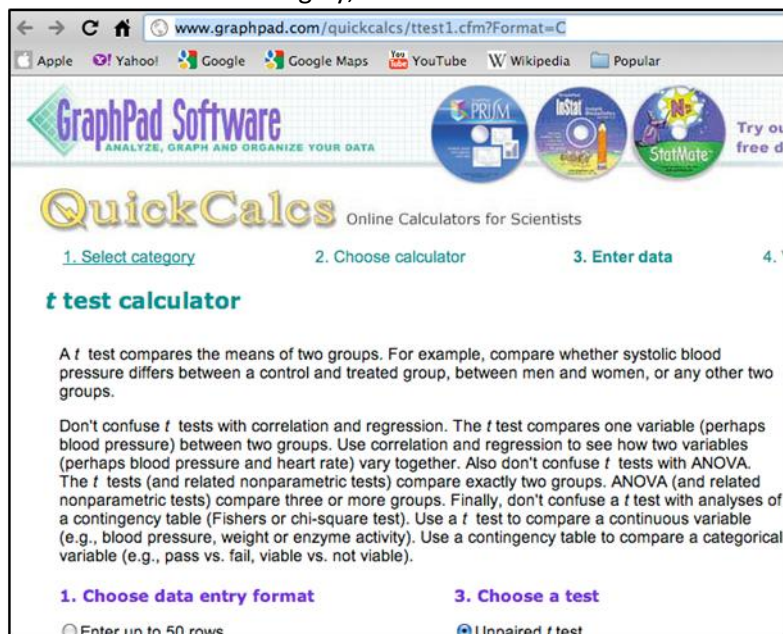 www.graphpad.com/quickcalcs/ttest1.cfm?Format=C
Apple Yahoo! Google Google Maps YouTube Wikipedia Popular
GraphPad Software
ANALYZE, GRAPH AND ORGANIZE YOUR DATA
PRISM InStat StatMate
Try ou
free d
QuickCalcs Online Calculators for Scientists
1. Select category 2. Choose calculator 3. Enter data 4.
t test calculator
A t test compares the means of two groups. For example, compare whether systolic blood
pressure differs between a control and treated group, between men and women, or any other two
groups.
Don't confuse t tests with correlation and regression. The t test compares one variable (perhaps
blood pressure) between two groups. Use correlation and regression to see how two variables
(perhaps blood pressure and heart rate) vary together. Also don't confuse t tests with ANOVA.
The t tests (and related nonparametric tests) compare exactly two groups. ANOVA (and related
nonparametric tests) compare three or more groups. Finally, don't confuse a t test with analyses of
a contingency table (Fishers or chi-square test). Use a t test to compare a continuous variable
(e.g., blood pressure, weight or enzyme activity). Use a contingency table to compare a categorical
variable (e.g., pass vs. fail, viable vs. not viable).
1. Choose data entry format 3. Choose a test
Enter up to 50 rows Unpaired t test